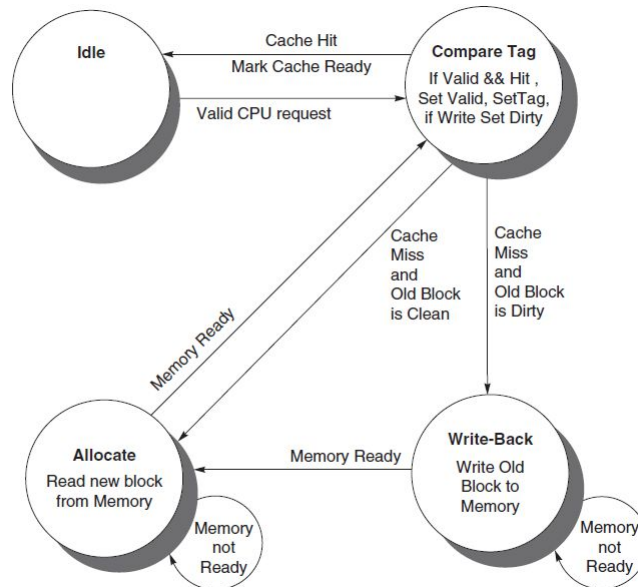 Idle
Cache Hit
Mark Cache Ready
Valid CPU request
Compare Tag
If Valid && Hit ,
Set Valid, SetTag,
if Write Set Dirty
Cache
Miss
and
Old Block
is Clean
Cache
Miss
and
Old Block
is Dirty
Memory Ready
Allocate
Read new block
from Memory
Memory
not
Ready
Memory Ready
Write-Back
Write Old
Block to
Memory
Memory
not
Ready